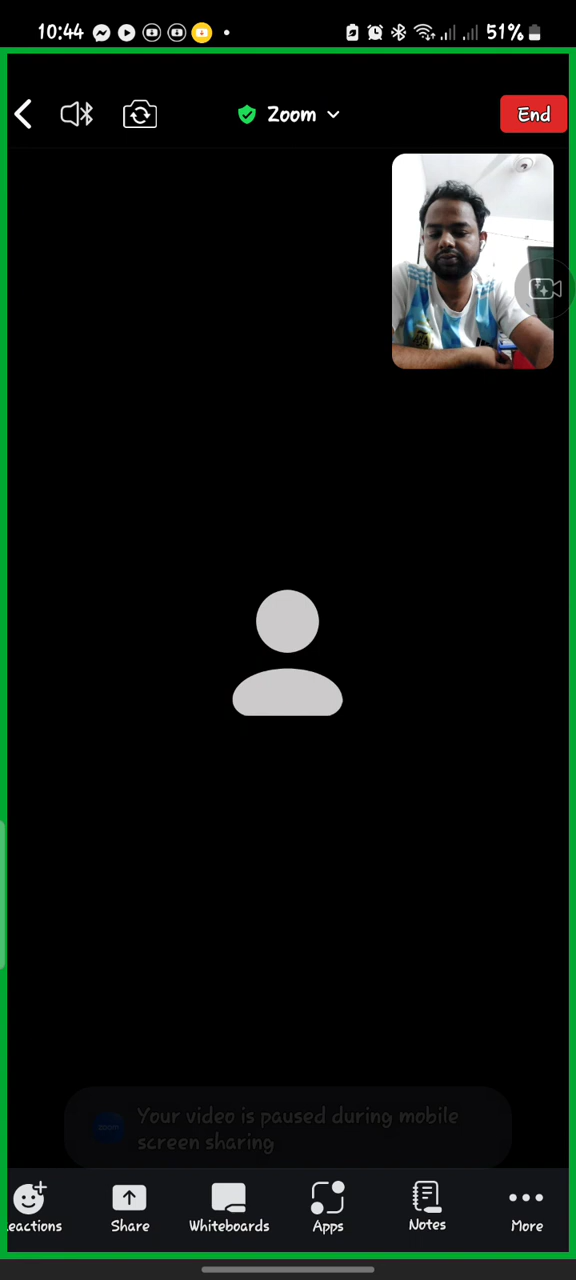 10:44
51%
Zoom
End
Your video is paused during mobile
screen sharing
eactions
Share
Whiteboards
Apps
Notes
More